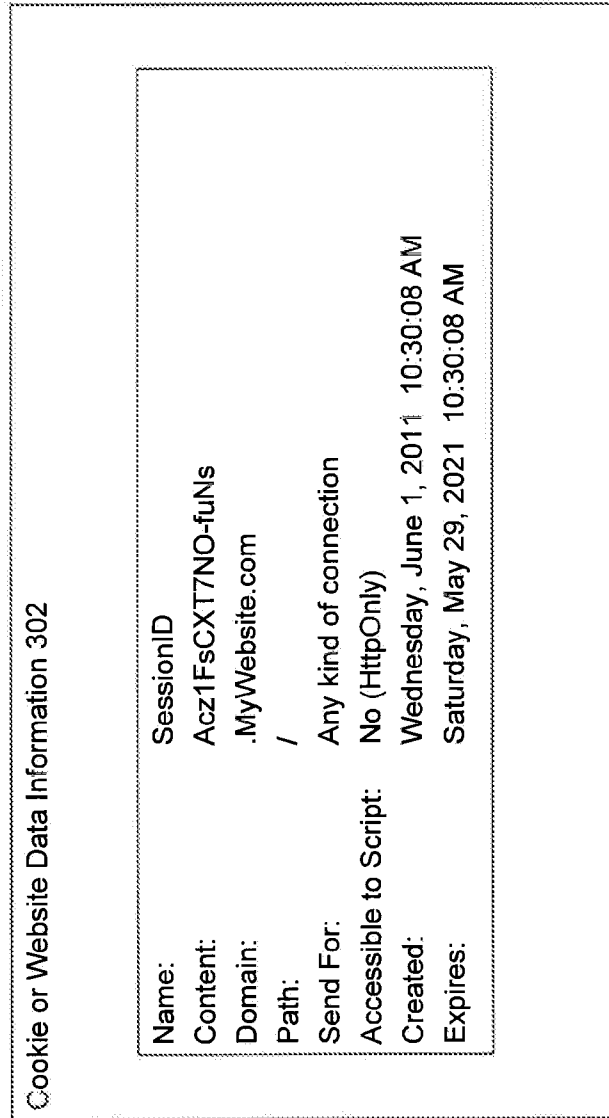 Cookie or Website Data Information 302
Name: SessionID
Content: Acz1FsCXT7NO-fuNs
Domain: .MyWebsite.com
Path: /
Send For: Any kind of connection
Accessible to Script: No (HttpOnly)
Created: Wednesday, June 1, 2011 10:30:08 AM
Expires: Saturday, May 29, 2021 10:30:08 AM